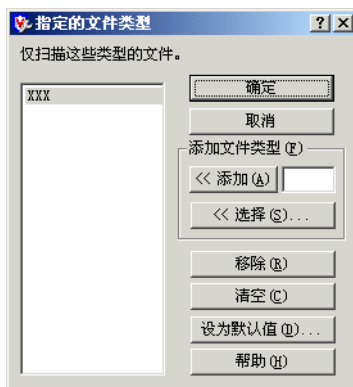 指定的文件类型
仅扫描这些类型的文件。
XXX
确定
取消
添加文件类型(F)
<< 添加(A)
<< 选择(S)...
移除(R)
清空(C)
设为默认值(D)...
帮助(H)